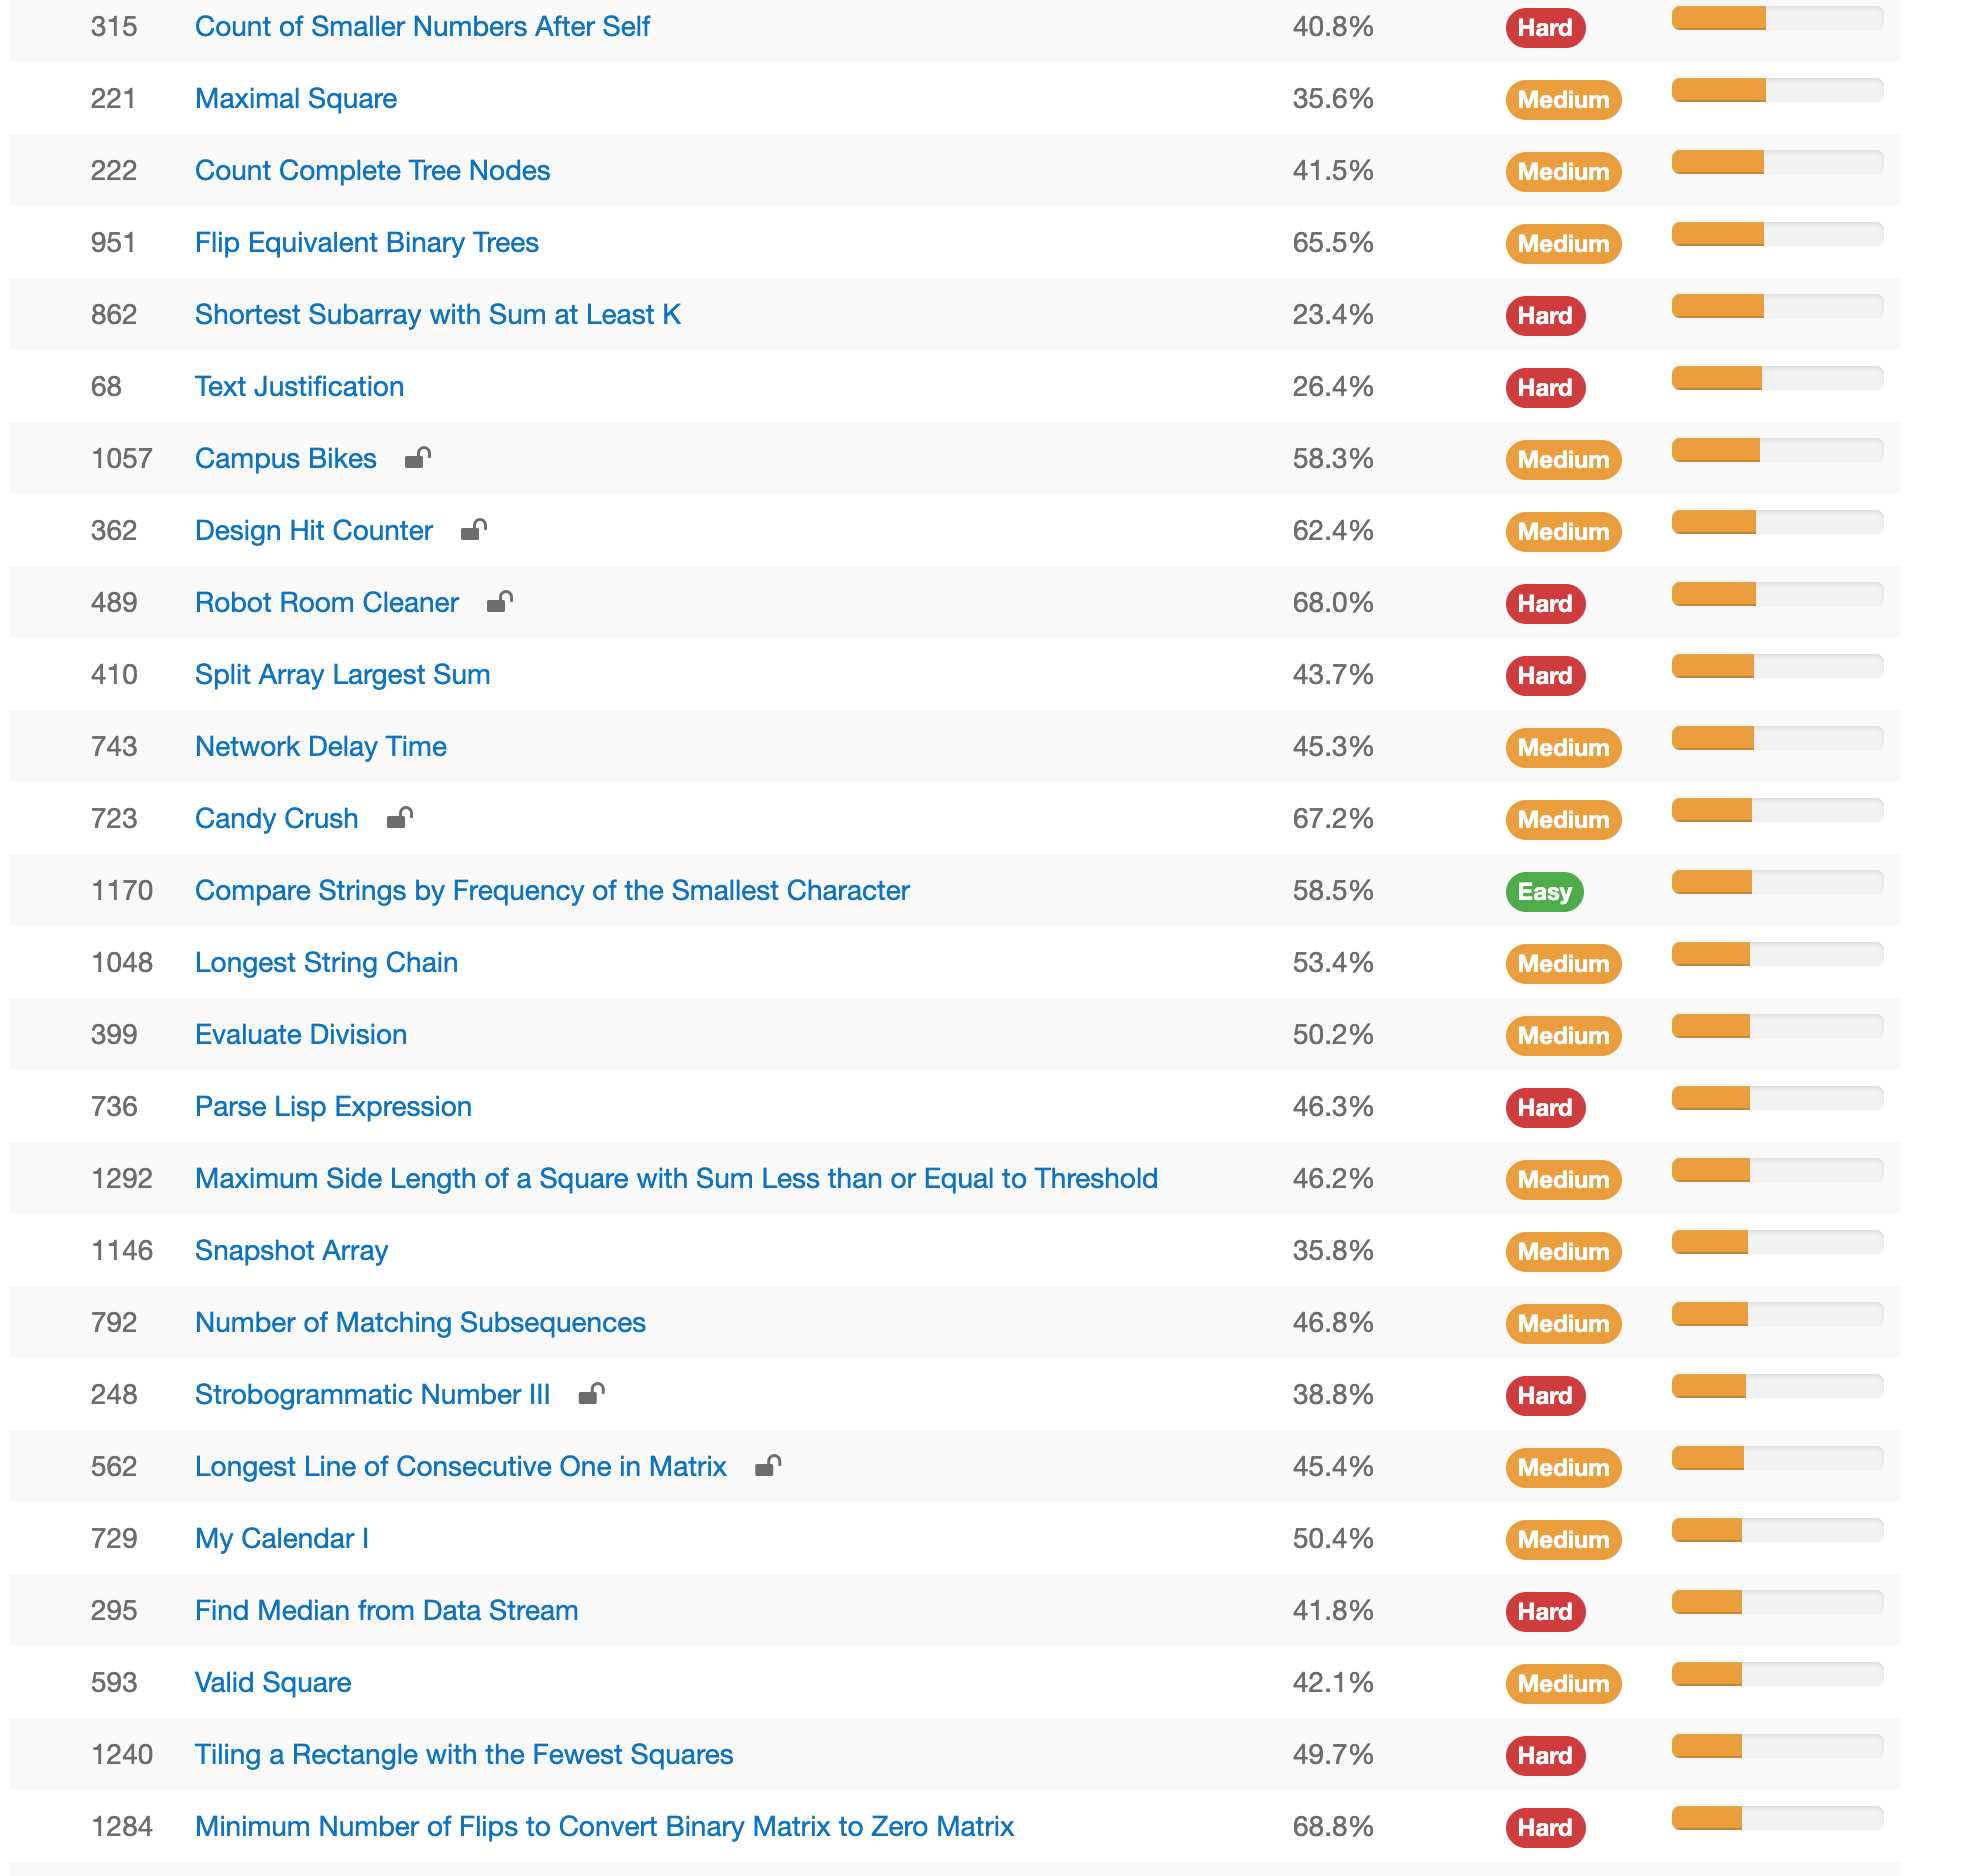 315 Count of Smaller Numbers After Self 40.8% Hard
221 Maximal Square 35.6% Medium
222 Count Complete Tree Nodes 41.5% Medium
951 Flip Equivalent Binary Trees 65.5% Medium
862 Shortest Subarray with Sum at Least K 23.4% Hard
68 Text Justification 26.4% Hard
1057 Campus Bikes 58.3% Medium
362 Design Hit Counter 62.4% Medium
489 Robot Room Cleaner 68.0% Hard
410 Split Array Largest Sum 43.7% Hard
743 Network Delay Time 45.3% Medium
723 Candy Crush 67.2% Medium
1170 Compare Strings by Frequency of the Smallest Character 58.5% Easy
1048 Longest String Chain 53.4% Medium
399 Evaluate Division 50.2% Medium
736 Parse Lisp Expression 46.3% Hard
1292 Maximum Side Length of a Square with Sum Less than or Equal to Threshold 46.2% Medium
1146 Snapshot Array 35.8% Medium
792 Number of Matching Subsequences 46.8% Medium
248 Strobogrammatic Number III 38.8% Hard
562 Longest Line of Consecutive One in Matrix 45.4% Medium
729 My Calendar I 50.4% Medium
295 Find Median from Data Stream 41.8% Hard
593 Valid Square 42.1% Medium
1240 Tiling a Rectangle with the Fewest Squares 49.7% Hard
1284 Minimum Number of Flips to Convert Binary Matrix to Zero Matrix 68.8% Hard